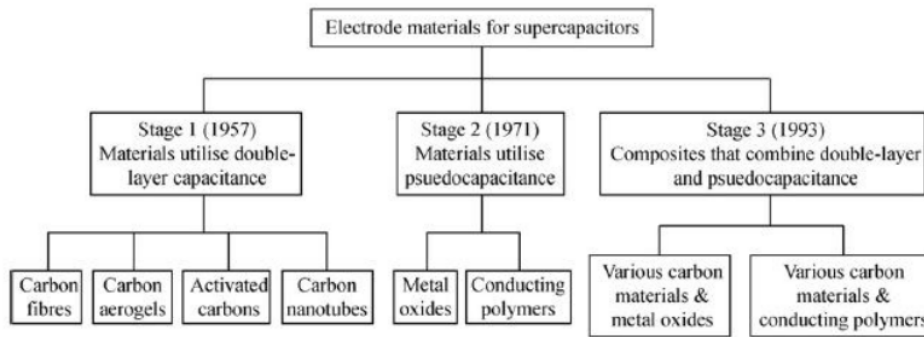 Electrode materials for supercapacitors
Stage 1 (1957)
Materials utilise double-
layer capacitance
Stage 2 (1971)
Materials utilise
psuedocapacitance
Stage 3 (1993)
Composites that combine double-layer
and psuedocapacitance
Carbon
fibres
Carbon
aerogels
Activated
carbons
Carbon
nanotubes
Metal
oxides
Conducting
polymers
Various carbon
materials &
metal oxides
Various carbon
materials &
conducting polymers